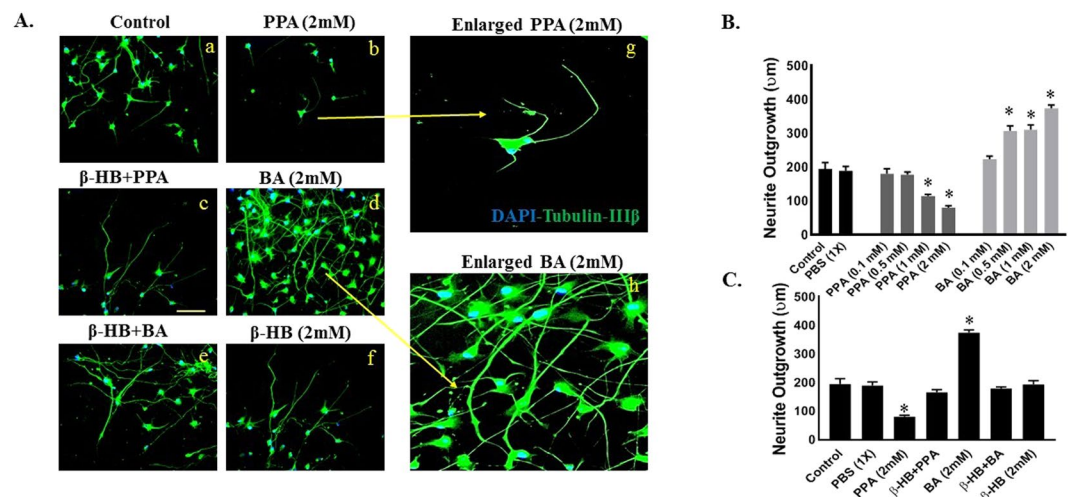 A.
Control
PPA (2mM)
Enlarged PPA (2mM)
a
b
g
β-HB+PPA
BA (2mM)
c
d
DAPI-Tubulin-IIIβ
Enlarged BA (2mM)
h
β-HB+BA
β-HB (2mM)
e
f
B.
Neurite Outgrowth (υm)
500
400
300
200
100
0
*
*
*
*
*
Control
PBS (1X)
PPA (0.1 mM)
PPA (0.5 mM)
PPA (1 mM)
PPA (2 mM)
BA (0.1 mM)
BA (0.5 mM)
BA (1 mM)
BA (2 mM)
C.
Neurite Outgrowth (υm)
500
400
300
200
100
0
*
*
Control
PBS (1X)
PPA (2mM)
β-HB+PPA
BA (2mM)
β-HB+BA
β-HB (2mM)